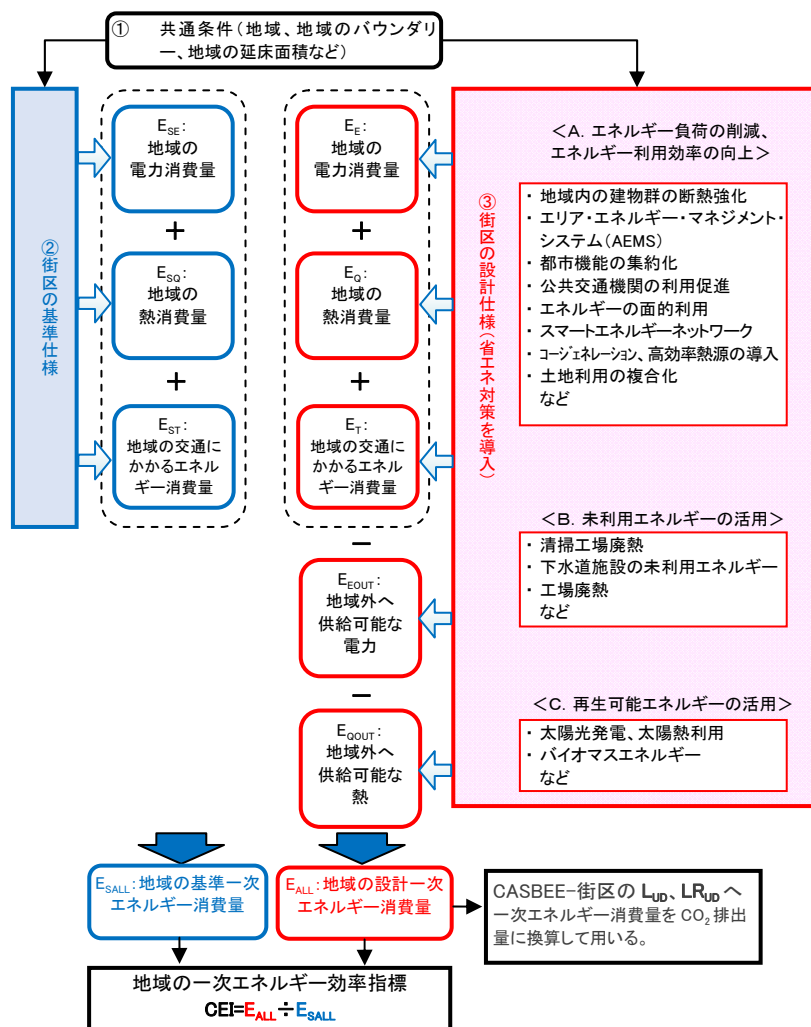 ① 共通条件（地域、地域のバウンダリ
ー、地域の延床面積など）
②街区の基準仕様
E_SE：
地域の
電力消費量
＋
E_SQ：
地域の
熱消費量
＋
E_ST：
地域の交通に
かかるエネル
ギー消費量
E_E：
地域の
電力消費量
＋
E_Q：
地域の
熱消費量
＋
E_T：
地域の交通に
かかるエネル
ギー消費量
－
E_EOUT：
地域外へ
供給可能な
電力
－
E_QOUT：
地域外へ
供給可能な
熱
③街区の設計仕様（省エネ対策を導入）
＜A. エネルギー負荷の削減、
エネルギー利用効率の向上＞
・ 地域内の建物群の断熱強化
・ エリア・エネルギー・マネジメント・
システム（AEMS）
・ 都市機能の集約化
・ 公共交通機関の利用促進
・ エネルギーの面的利用
・ スマートエネルギーネットワーク
・ ｺｰｼﾞｪﾈﾚｰｼｮﾝ、高効率熱源の導入
・ 土地利用の複合化
など
＜B. 未利用エネルギーの活用＞
・ 清掃工場廃熱
・ 下水道施設の未利用エネルギー
・ 工場廃熱
など
＜C. 再生可能エネルギーの活用＞
・ 太陽光発電、太陽熱利用
・ バイオマスエネルギー
など
E_SALL：地域の基準一次
エネルギー消費量
E_ALL：地域の設計一次
エネルギー消費量
CASBEE-街区の L_UD、LR_UD へ
一次エネルギー消費量を CO₂ 排出
量に換算して用いる。
地域の一次エネルギー効率指標
CEI=E_ALL÷E_SALL